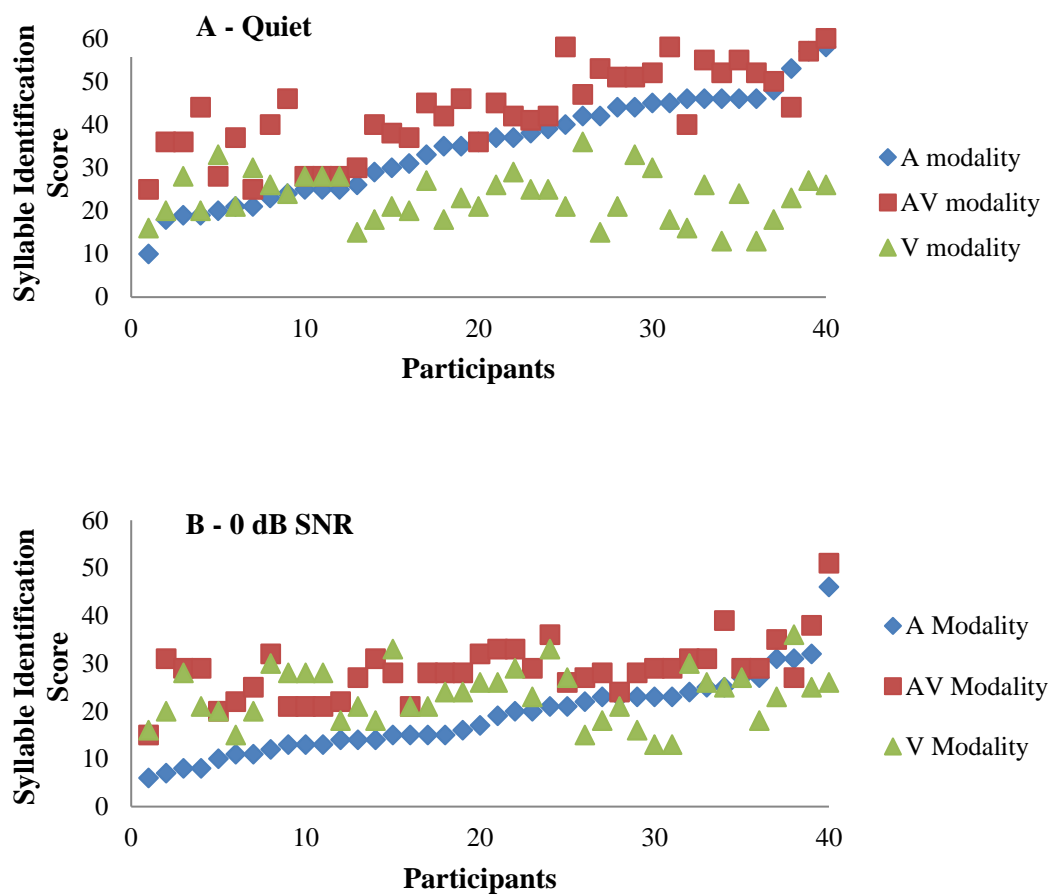 A - Quiet
60
50
40
30
20
10
0
Syllable Identification
Score
0 10 20 30 40
Participants
A modality
AV modality
V modality
B - 0 dB SNR
60
50
40
30
20
10
0
Syllable Identification
Score
0 10 20 30 40
Participants
A Modality
AV Modality
V Modality